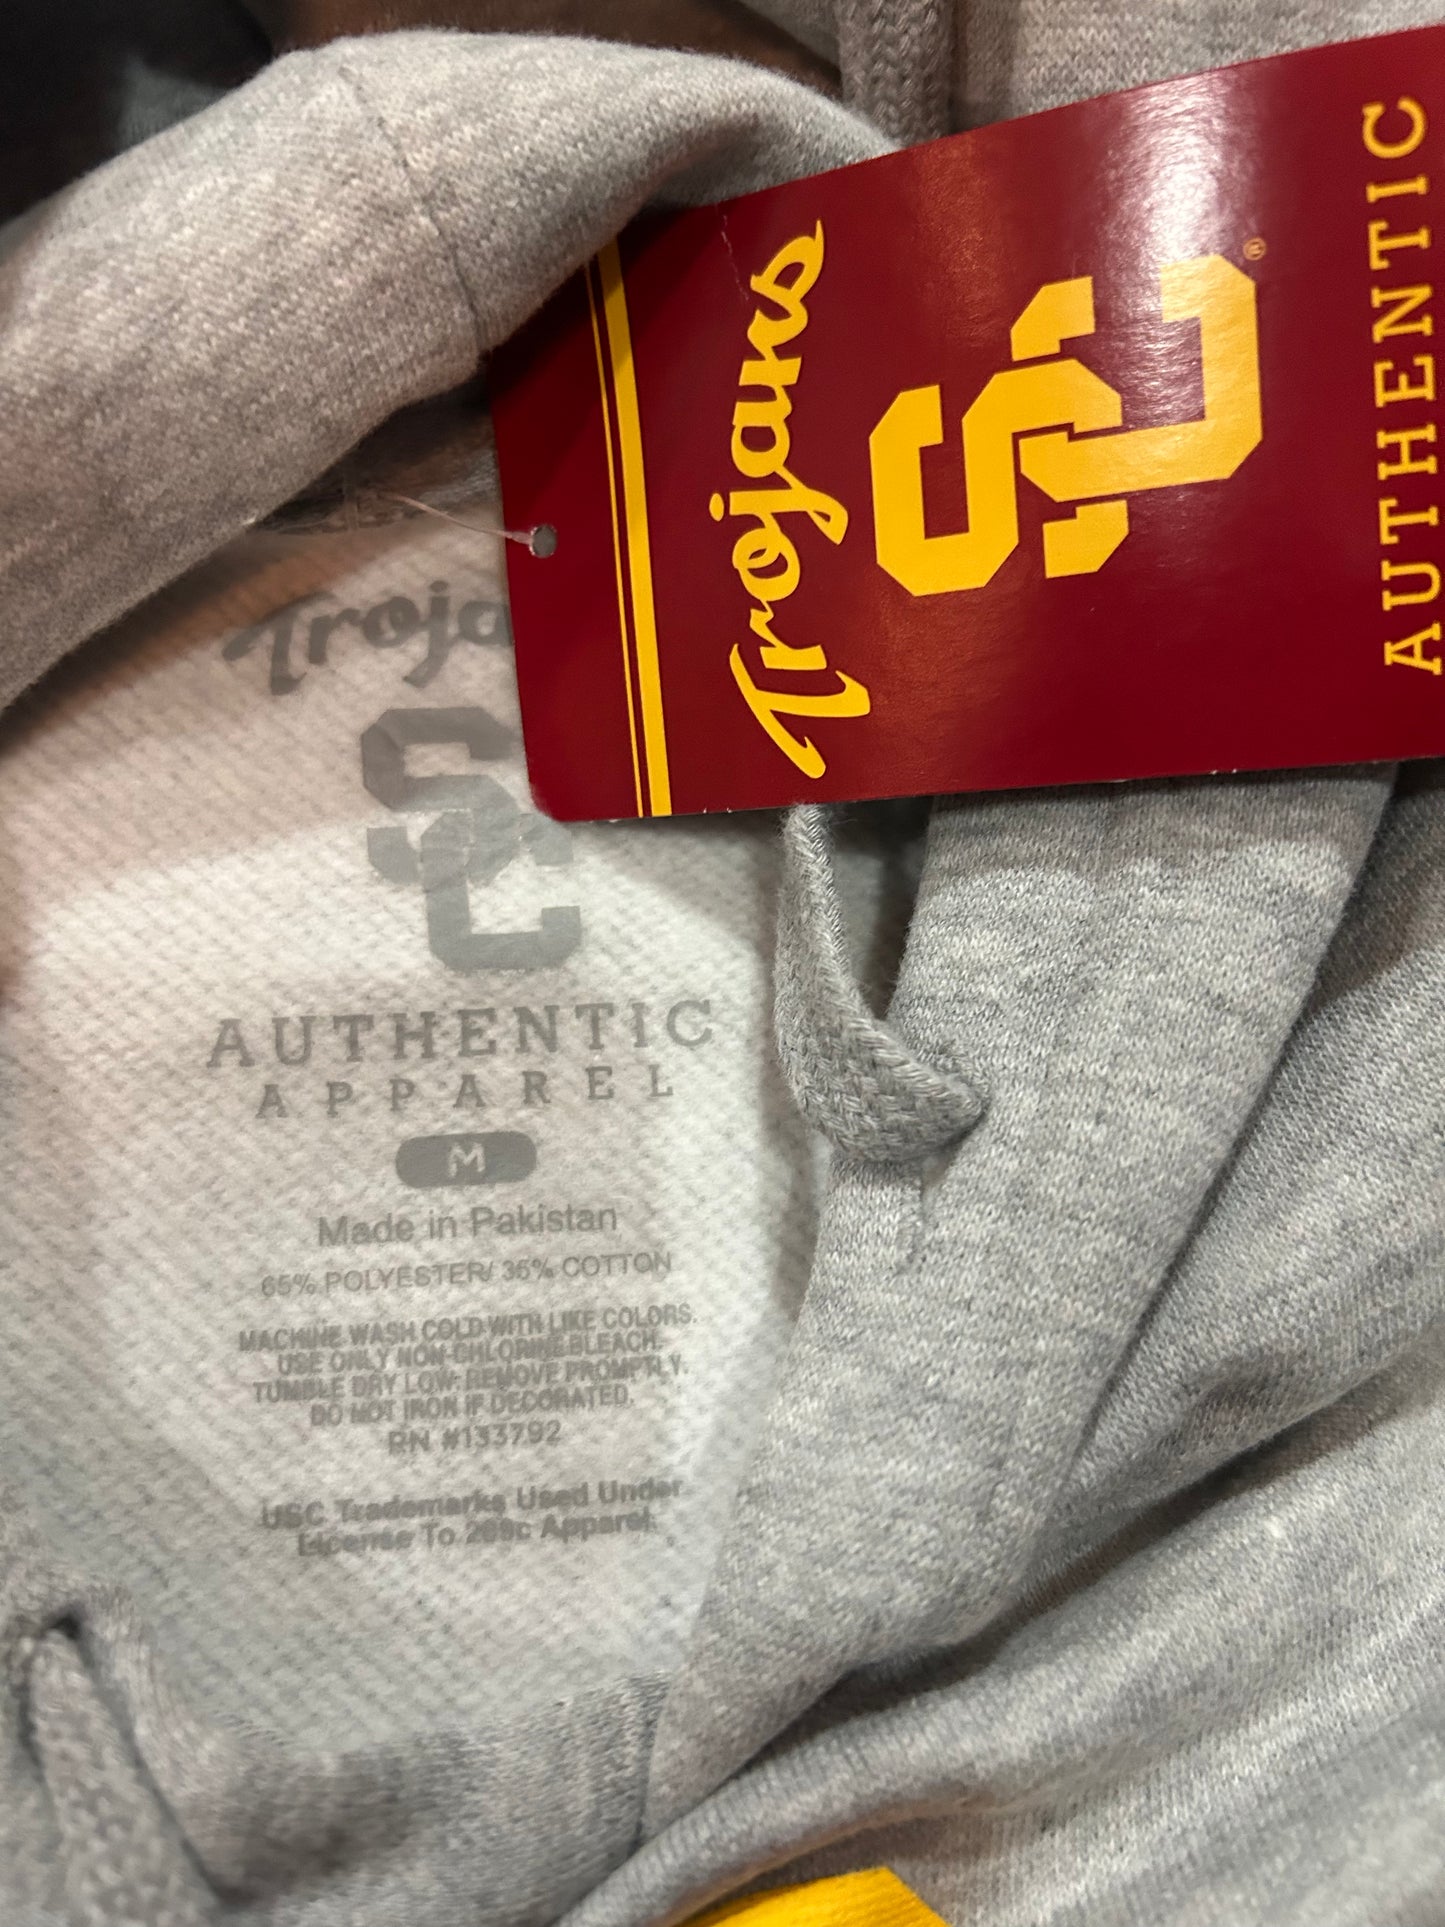 Trojans
SC®
AUTHENTIC
Troja
SC
AUTHENTIC
APPAREL
M
Made in Pakistan
65% POLYESTER/ 35% COTTON
MACHINE WASH COLD WITH LIKE COLORS.
USE ONLY NON-CHLORINE BLEACH.
TUMBLE DRY LOW. REMOVE PROMPTLY.
DO NOT IRON IF DECORATED.
RN #133792
USC Trademarks Used Under
License To Apparel